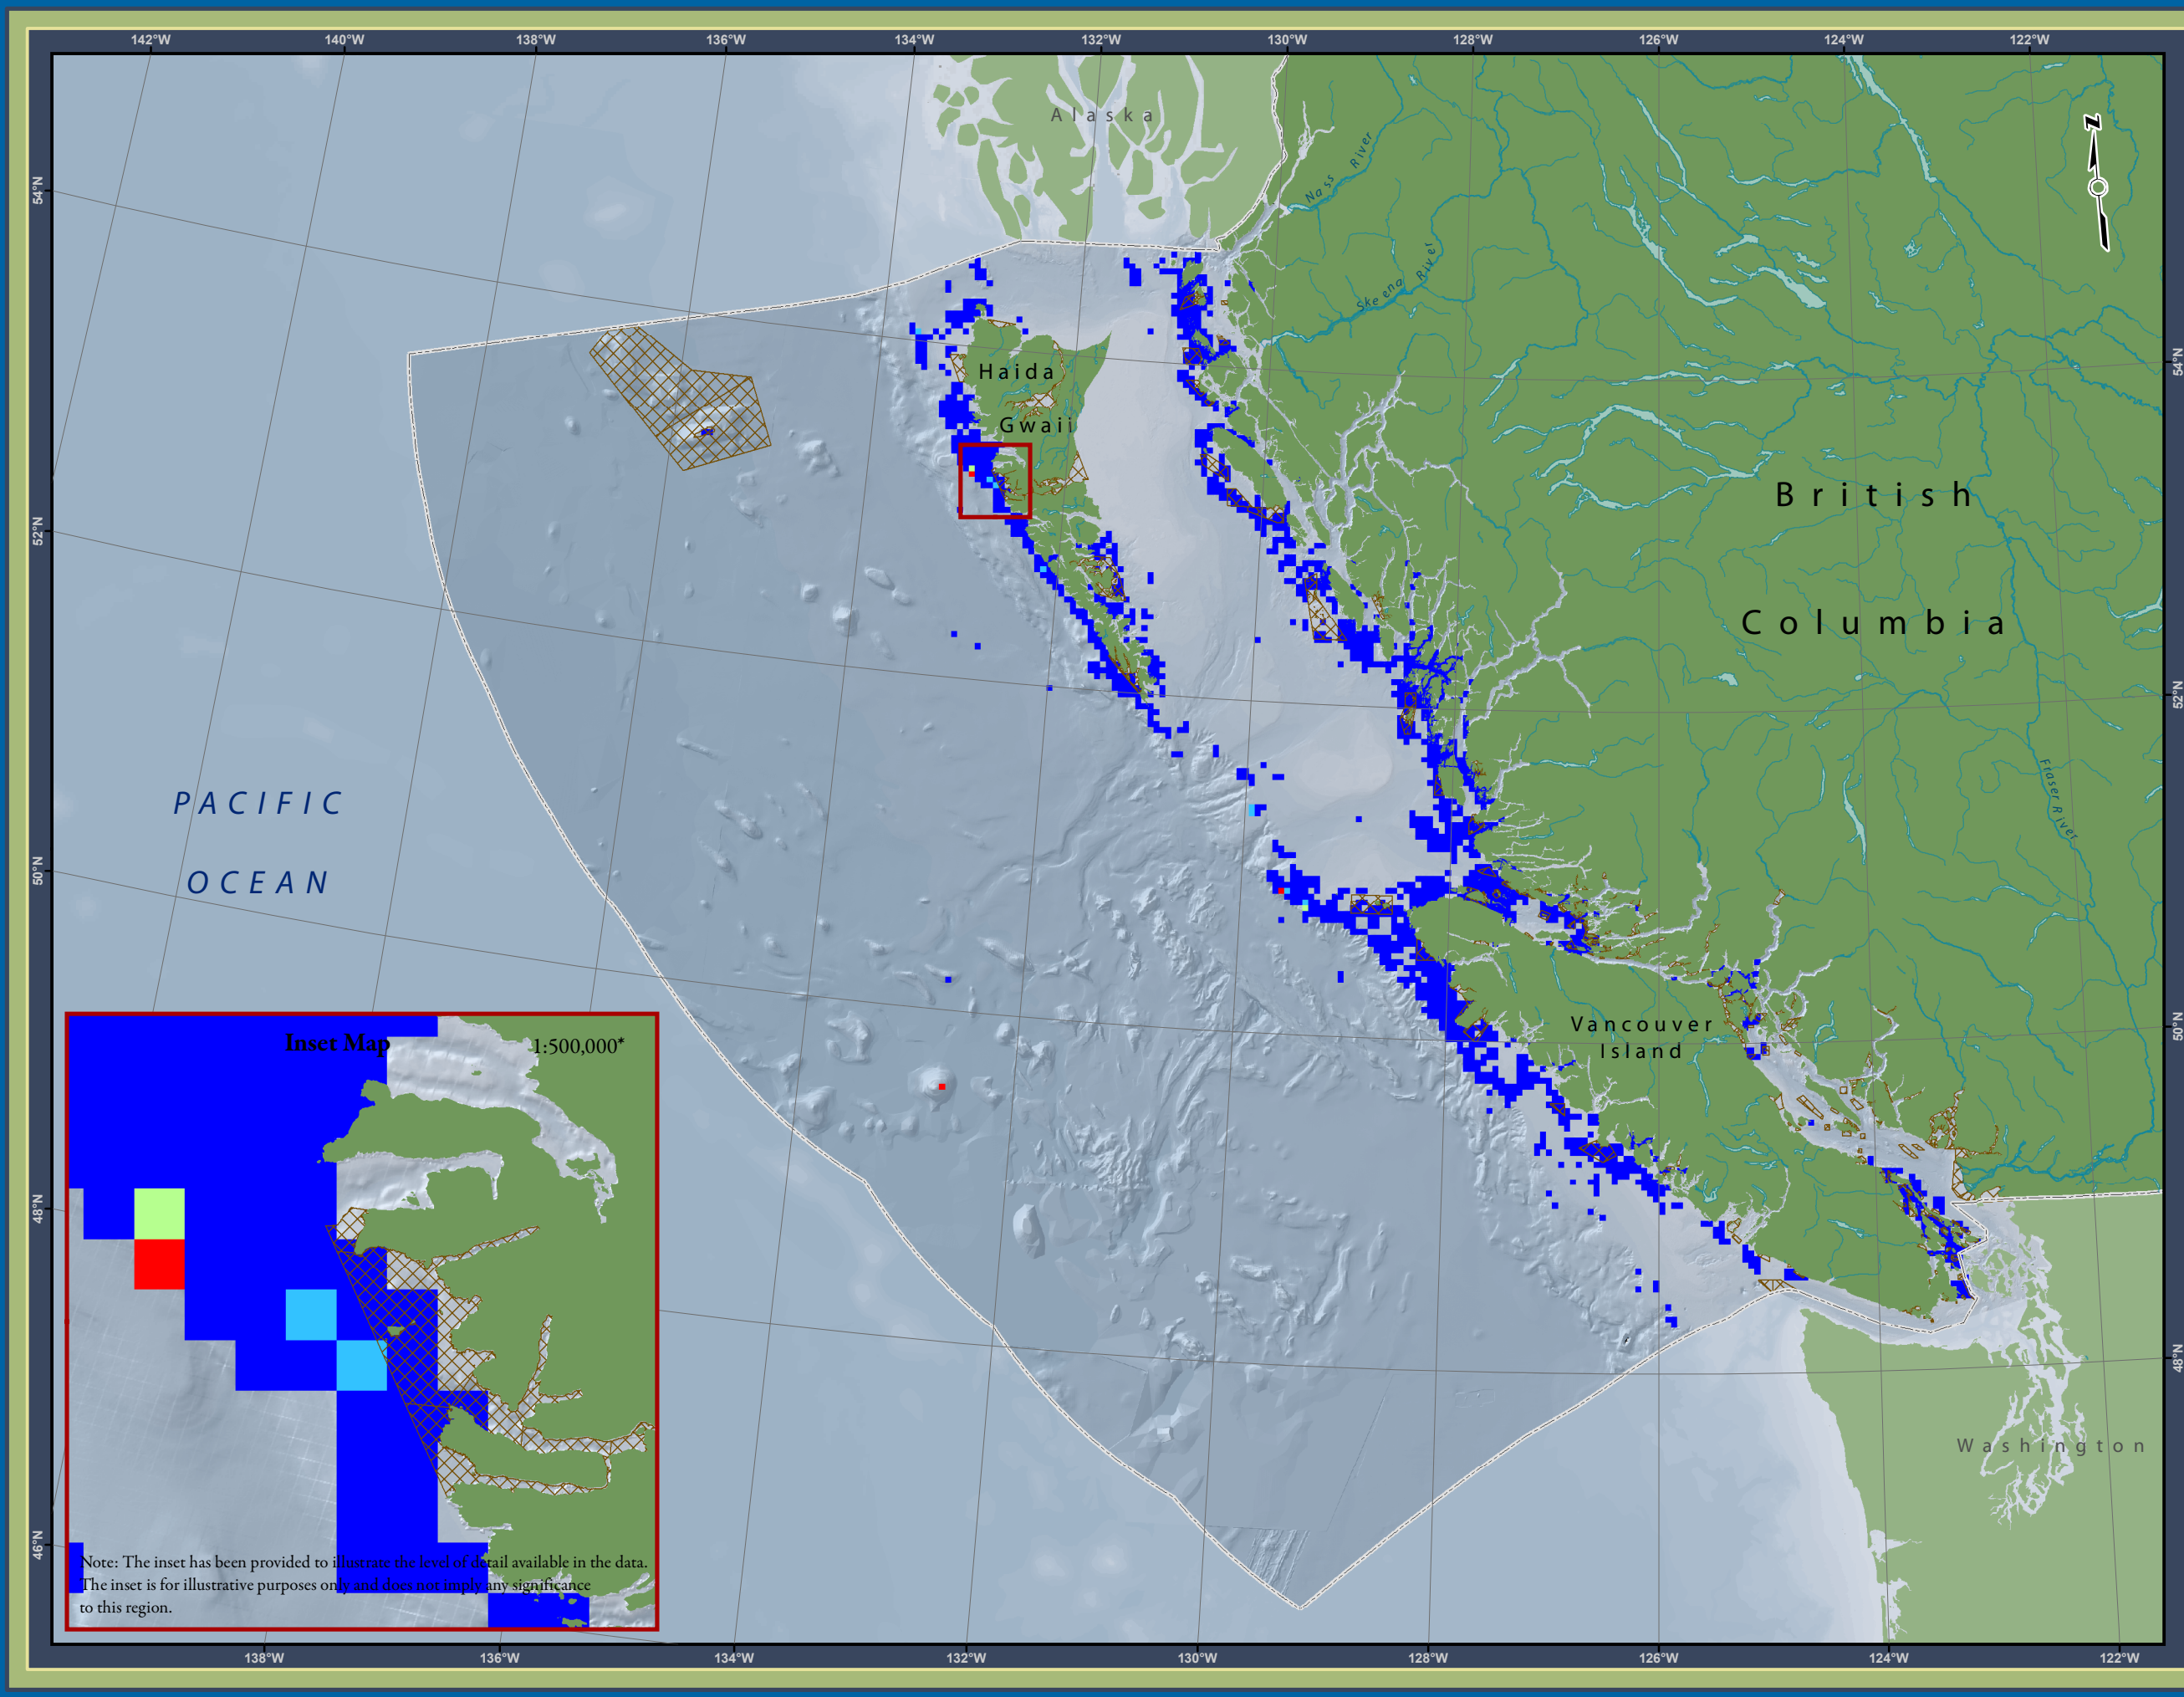 142°W 140°W 138°W 136°W 134°W 132°W 130°W 128°W 126°W 124°W 122°W
54°N
52°N
50°N
48°N
46°N
54°N
52°N
50°N
48°N
Alaska
N
Nass River
Skeena River
Haida
Gwaii
British
Columbia
PACIFIC
OCEAN
Fraser River
Vancouver
Island
Washington
Inset Map 1:500,000*
Note: The inset has been provided to illustrate the level of detail available in the data.
The inset is for illustrative purposes only and does not imply any significance
to this region.
138°W 136°W 134°W 132°W 130°W 128°W 126°W 124°W 122°W